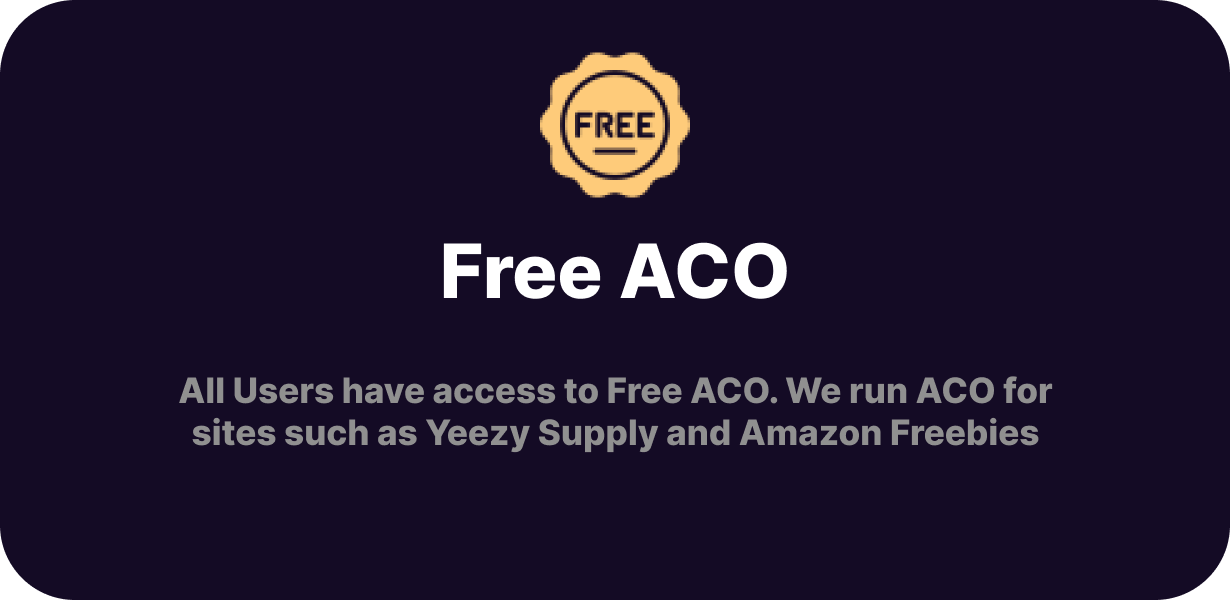 FREE
Free ACO
All Users have access to Free ACO. We run ACO for
sites such as Yeezy Supply and Amazon Freebies